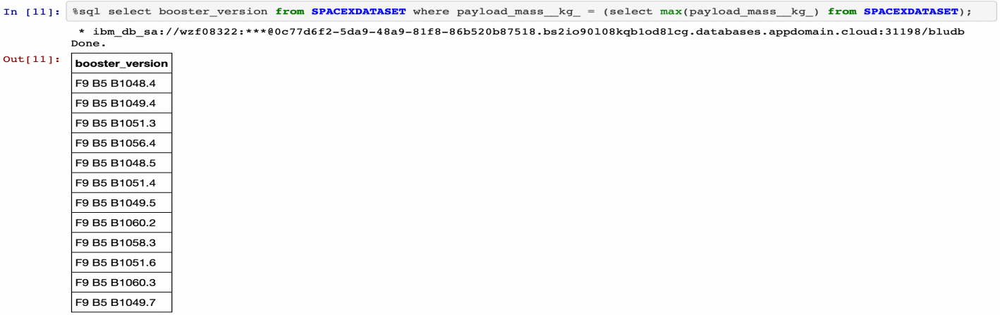 In [11]: %sql select booster_version from SPACEXDATASET where payload_mass__kg_ = (select max(payload_mass__kg_) from SPACEXDATASET);
* ibm_db_sa://wzf08322:***@0c77d6f2-5da9-48a9-81f8-86b520b87518.bs2io90l08kqb1od8lcg.databases.appdomain.cloud:31198/bludb
Done.
Out[11]: booster_version
F9 B5 B1048.4
F9 B5 B1049.4
F9 B5 B1051.3
F9 B5 B1056.4
F9 B5 B1048.5
F9 B5 B1051.4
F9 B5 B1049.5
F9 B5 B1060.2
F9 B5 B1058.3
F9 B5 B1051.6
F9 B5 B1060.3
F9 B5 B1049.7